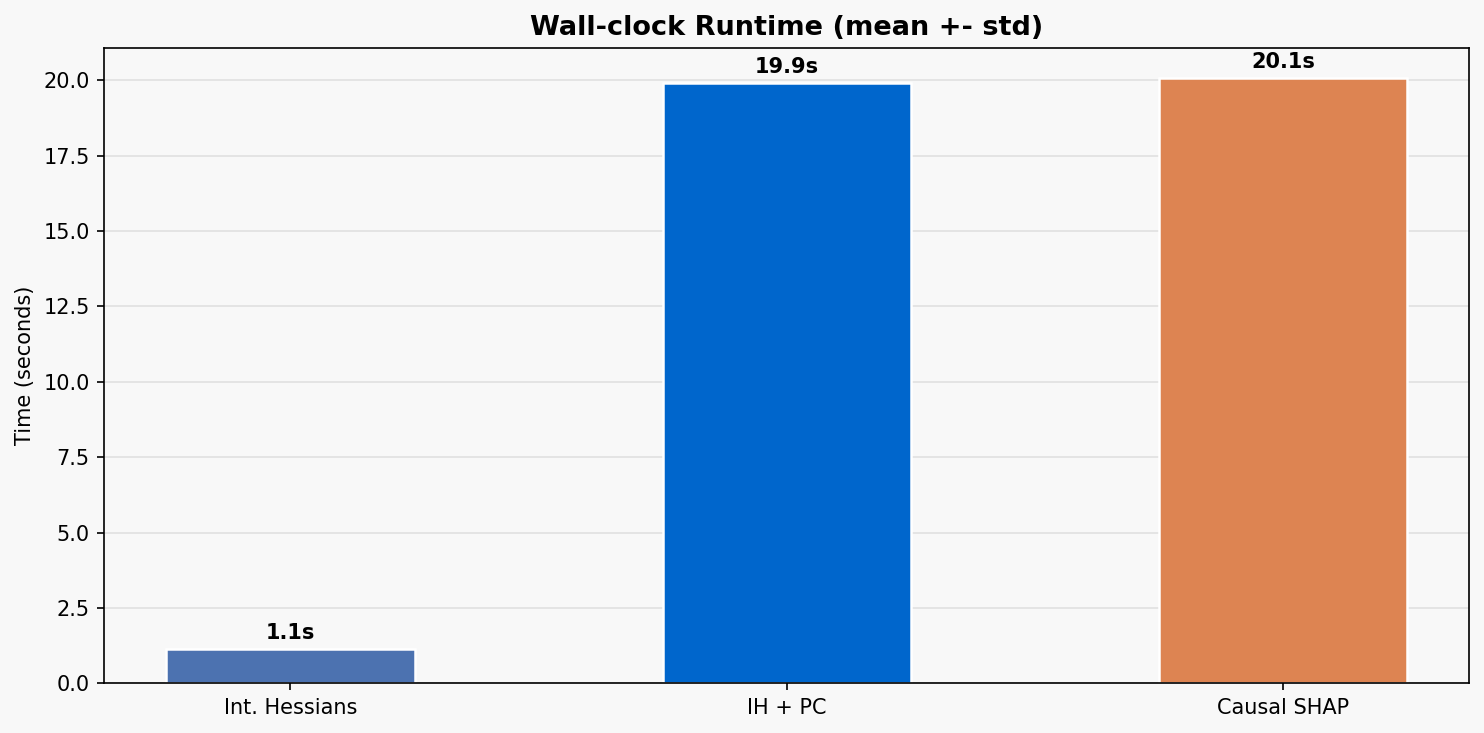 Wall-clock Runtime (mean +- std)
20.0
17.5
15.0
12.5
10.0
7.5
5.0
2.5
0.0
Time (seconds)
1.1s
19.9s
20.1s
Int. Hessians
IH + PC
Causal SHAP